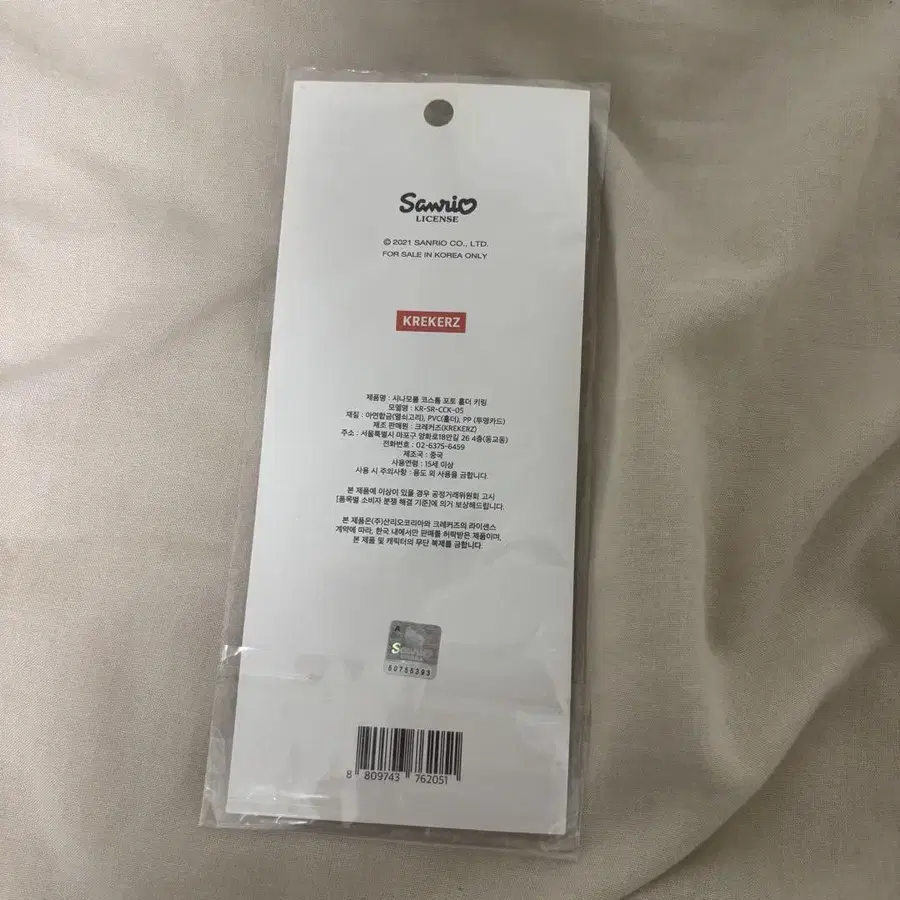 Sanrio
LICENSE
© 2021 SANRIO CO., LTD.
FOR SALE IN KOREA ONLY
KREKERZ
제품명 : 시나모롤 코스튬 포토 홀더 키링
모델명 : KR-SR-CCK-05
재질 : 아연합금(열쇠고리), PVC(홀더), PP (투명카드)
제조 판매원 : 크레커즈(KREKERZ)
주소 : 서울특별시 마포구 양화로18안길 26 4층(동교동)
전화번호 : 02-6375-6459
제조국 : 중국
사용연령 : 15세 이상
사용 시 주의사항 : 용도 외 사용을 금합니다.
본 제품에 이상이 있을 경우 공정거래위원회 고시
[품목별 소비자 분쟁 해결 기준]에 의거 보상해드립니다.
본 제품은(주)산리오코리아와 크레커즈의 라이센스
계약에 따라, 한국 내에서만 판매를 허락받은 제품이며,
본 제품 및 캐릭터의 무단 복제를 금합니다.
A
Sanrio
50755393
8 809743 762051